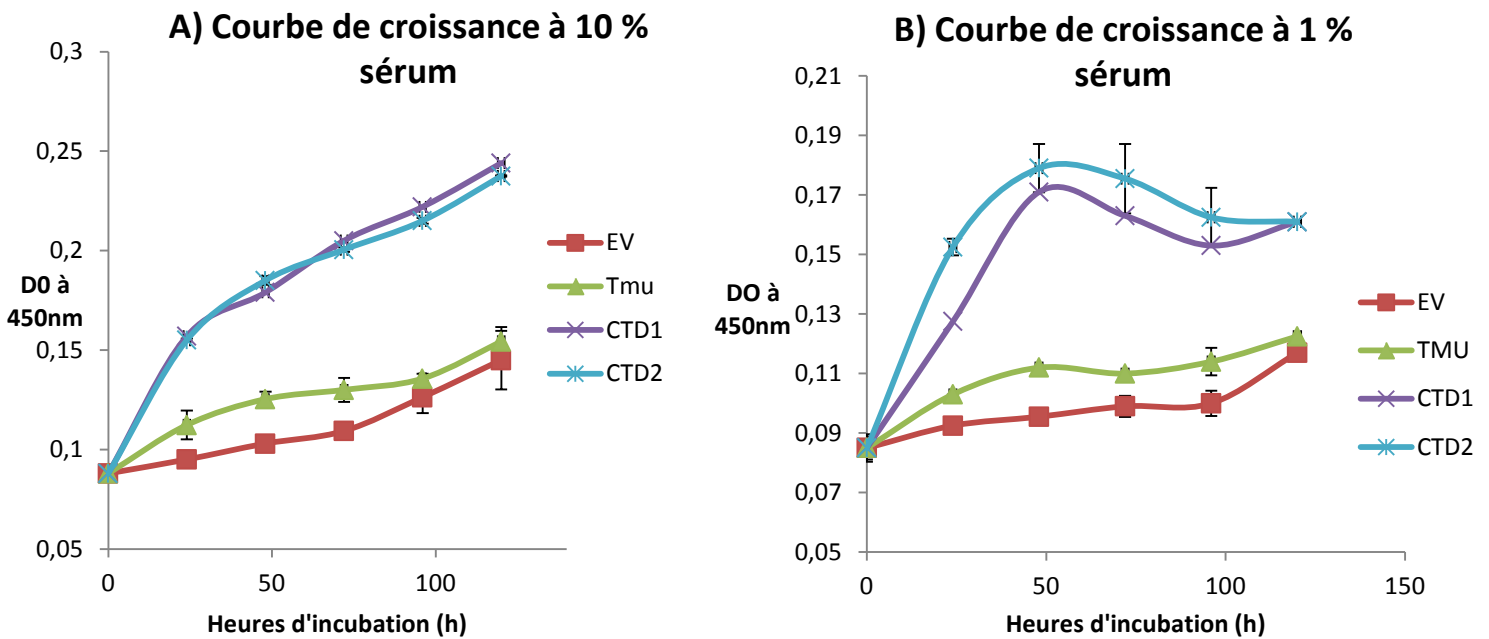 A) Courbe de croissance à 10 %
sérum
0,3
0,25
0,2
0,15
0,1
0,05
D0 à
450nm
0
50
100
Heures d'incubation (h)
EV
Tmu
CTD1
CTD2
B) Courbe de croissance à 1 %
sérum
0,21
0,19
0,17
0,15
0,13
0,11
0,09
0,07
0,05
DO à
450nm
0
50
100
150
Heures d'incubation (h)
EV
TMU
CTD1
CTD2